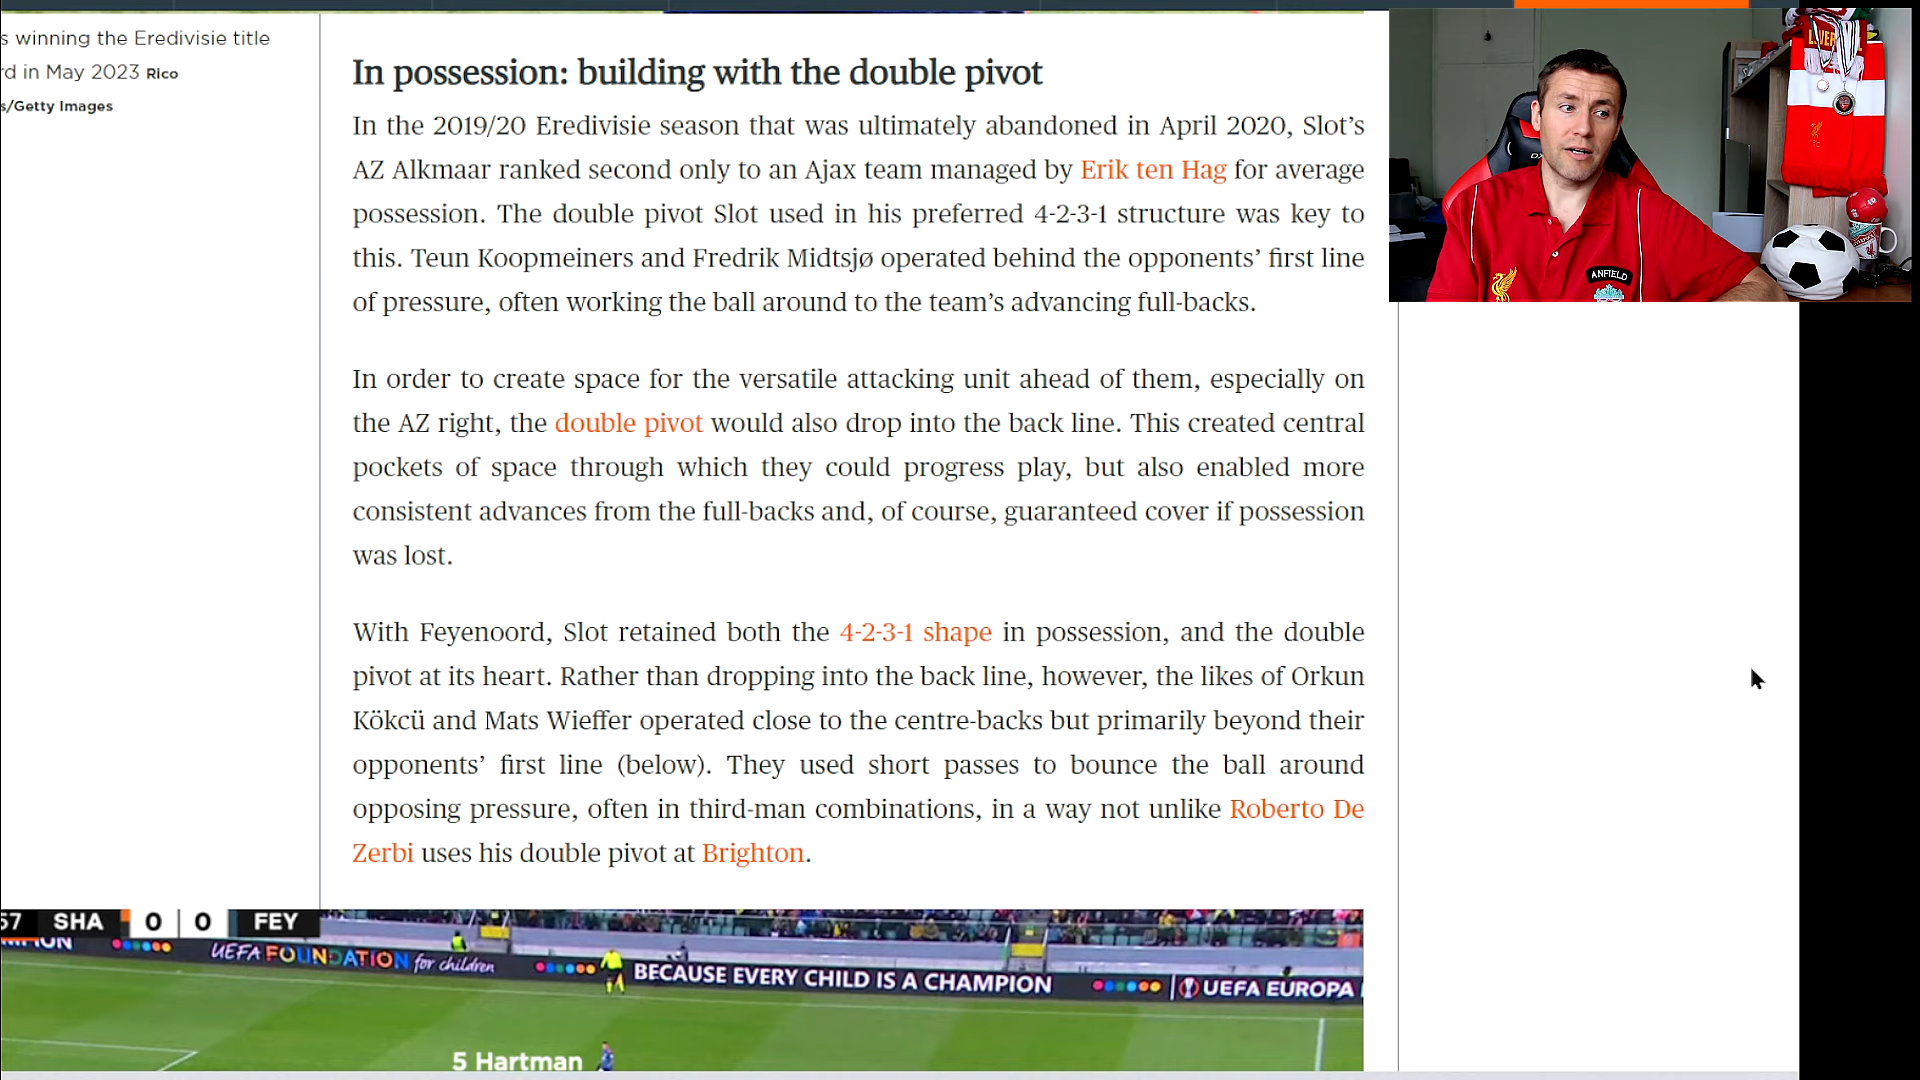 s winning the Eredivisie title
rd in May 2023 Rico
s/Getty Images
In possession: building with the double pivot
In the 2019/20 Eredivisie season that was ultimately abandoned in April 2020, Slot’s
AZ Alkmaar ranked second only to an Ajax team managed by Erik ten Hag for average
possession. The double pivot Slot used in his preferred 4-2-3-1 structure was key to
this. Teun Koopmeiners and Fredrik Midtsjø operated behind the opponents’ first line
of pressure, often working the ball around to the team’s advancing full-backs.
In order to create space for the versatile attacking unit ahead of them, especially on
the AZ right, the double pivot would also drop into the back line. This created central
pockets of space through which they could progress play, but also enabled more
consistent advances from the full-backs and, of course, guaranteed cover if possession
was lost.
With Feyenoord, Slot retained both the 4-2-3-1 shape in possession, and the double
pivot at its heart. Rather than dropping into the back line, however, the likes of Orkun
Kökcü and Mats Wieffer operated close to the centre-backs but primarily beyond their
opponents’ first line (below). They used short passes to bounce the ball around
opposing pressure, often in third-man combinations, in a way not unlike Roberto De
Zerbi uses his double pivot at Brighton.
57 SHA 0 0 FEY
UEFA FOUNDATION for children
BECAUSE EVERY CHILD IS A CHAMPION
UEFA EUROPA
5 Hartman
ANFIELD